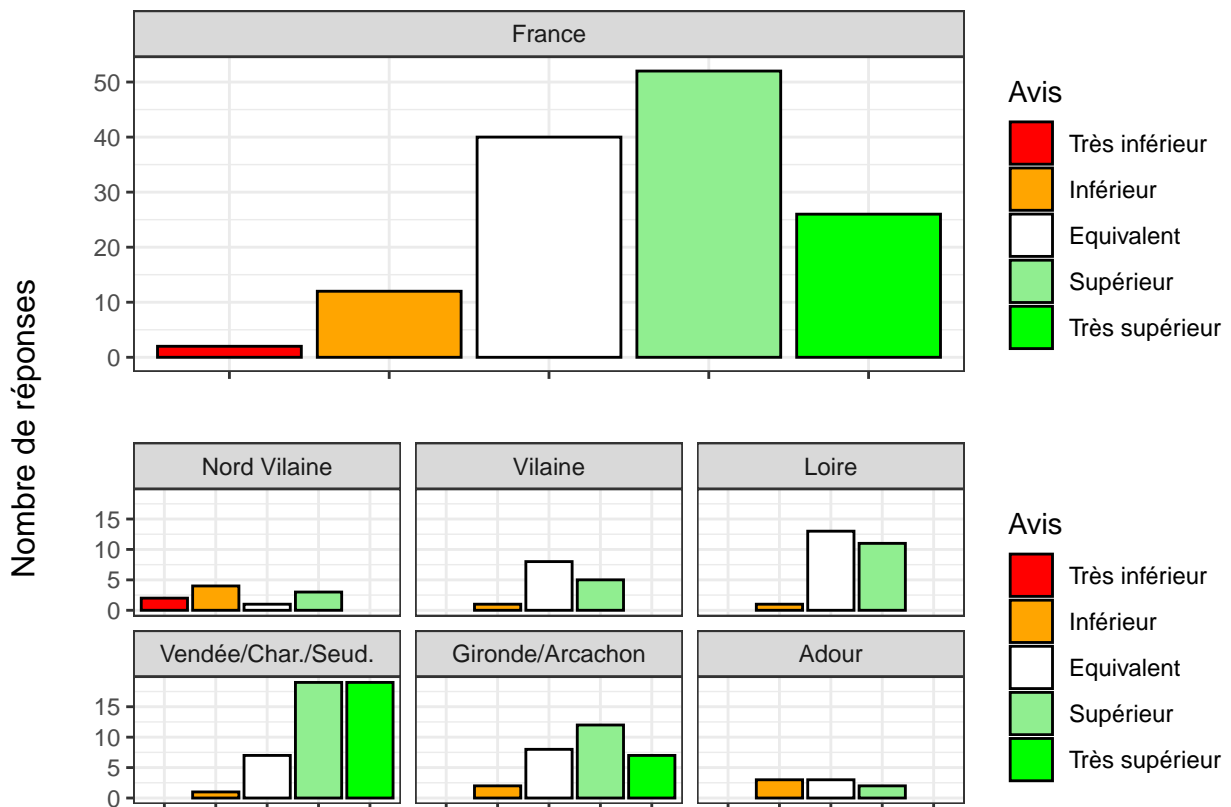 France
50
40
30
20
10
0
Nombre de réponses
Avis
Très inférieur
Inférieur
Equivalent
Supérieur
Très supérieur
Nord Vilaine
Vilaine
Loire
15
10
5
0
Vendée/Char./Seud.
Gironde/Arcachon
Adour
15
10
5
0
Avis
Très inférieur
Inférieur
Equivalent
Supérieur
Très supérieur